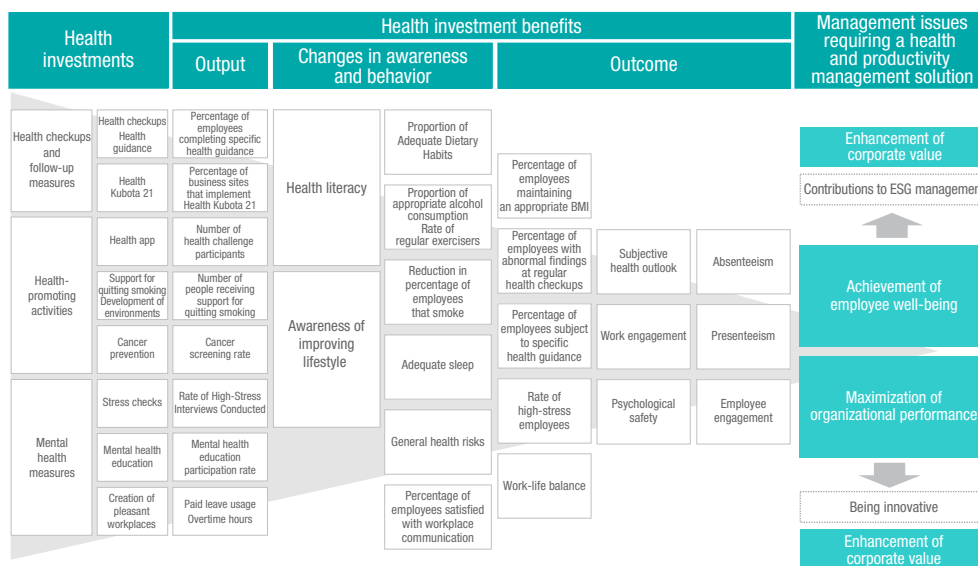 Health
investments
Health investment benefits
Output
Changes in awareness
and behavior
Outcome
Management issues
requiring a health
and productivity
management solution
Health checkups
and
follow-up
measures
Health checkups
Health
guidance
Health
Kubota 21
Health-
promoting
activities
Health app
Support for
quitting smoking
Development of
environments
Cancer
prevention
Mental
health
measures
Stress checks
Mental health
education
Creation of
pleasant
workplaces
Percentage of
employees
completing specific
health guidance
Percentage of
business sites
that implement
Health Kubota 21
Number of
health challenge
participants
Number of
people receiving
support for
quitting smoking
Cancer
screening rate
Rate of High-Stress
Interviews Conducted
Mental health
education
participation rate
Paid leave usage
Overtime hours
Health literacy
Awareness of
improving
lifestyle
Proportion of
Adequate Dietary
Habits
Proportion of
appropriate alcohol
consumption
Rate of
regular exercisers
Reduction in
percentage of
employees
that smoke
Adequate sleep
General health risks
Percentage of
employees satisfied
with workplace
communication
Percentage of
employees
maintaining
an appropriate BMI
Percentage of
employees with
abnormal findings
at regular
health checkups
Percentage of
employees subject
to specific
health guidance
Rate of
high-stress
employees
Work-life balance
Subjective
health outlook
Work engagement
Psychological
safety
Absenteeism
Presenteeism
Employee
engagement
Enhancement of
corporate value
Contributions to ESG management
Achievement of
employee well-being
Maximization of
organizational performance
Being innovative
Enhancement of
corporate value